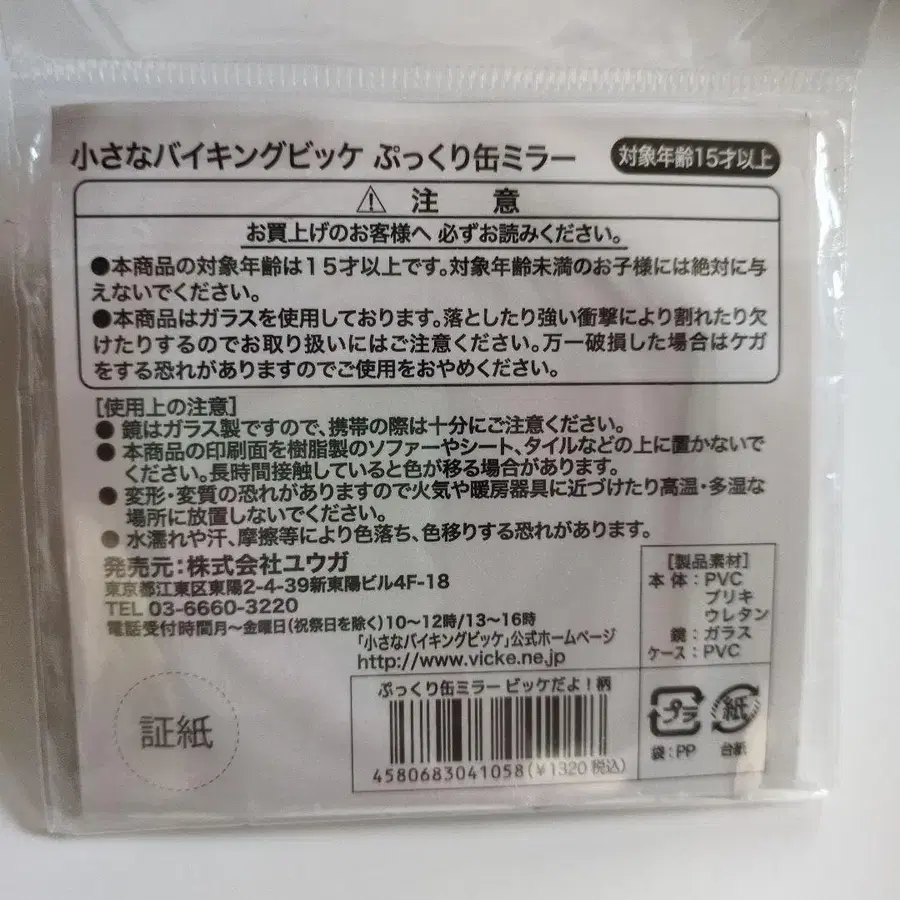 小さなバイキングビッケ ぷっくり缶ミラー 対象年齢15才以上
⚠ 注 意
お買上げのお客様へ 必ずお読みください。
●本商品の対象年齢は15才以上です。対象年齢未満のお子様には絶対に与
えないでください。
●本商品はガラスを使用しております。落としたり強い衝撃により割れたり欠
けたりするのでお取り扱いにはご注意ください。万一破損した場合はケガ
をする恐れがありますのでご使用をおやめください。
[使用上の注意]
● 鏡はガラス製ですので、携帯の際は十分にご注意ください。
● 本商品の印刷面を樹脂製のソファーやシート、タイルなどの上に置かないで
ください。長時間接触していると色が移る場合があります。
● 変形・変質の恐れがありますので火気や暖房器具に近づけたり高温・多湿な
場所に放置しないでください。
● 水濡れや汗、摩擦等により色落ち、色移りする恐れがあります。
発売元:株式会社ユウガ
東京都江東区東陽2-4-39新東陽ビル4F-18
TEL 03-6660-3220
電話受付時間月〜金曜日(祝祭日を除く)10〜12時/13〜16時
「小さなバイキングビッケ」公式ホームページ
http://www.vicke.ne.jp
[製品素材]
本体:PVC
ブリキ
ウレタン
鏡:ガラス
ケース:PVC
証紙
ぷっくり缶ミラー ビッケだよ!柄
4580683041058(¥1320 税込)
プラ
袋:PP
紙
台紙